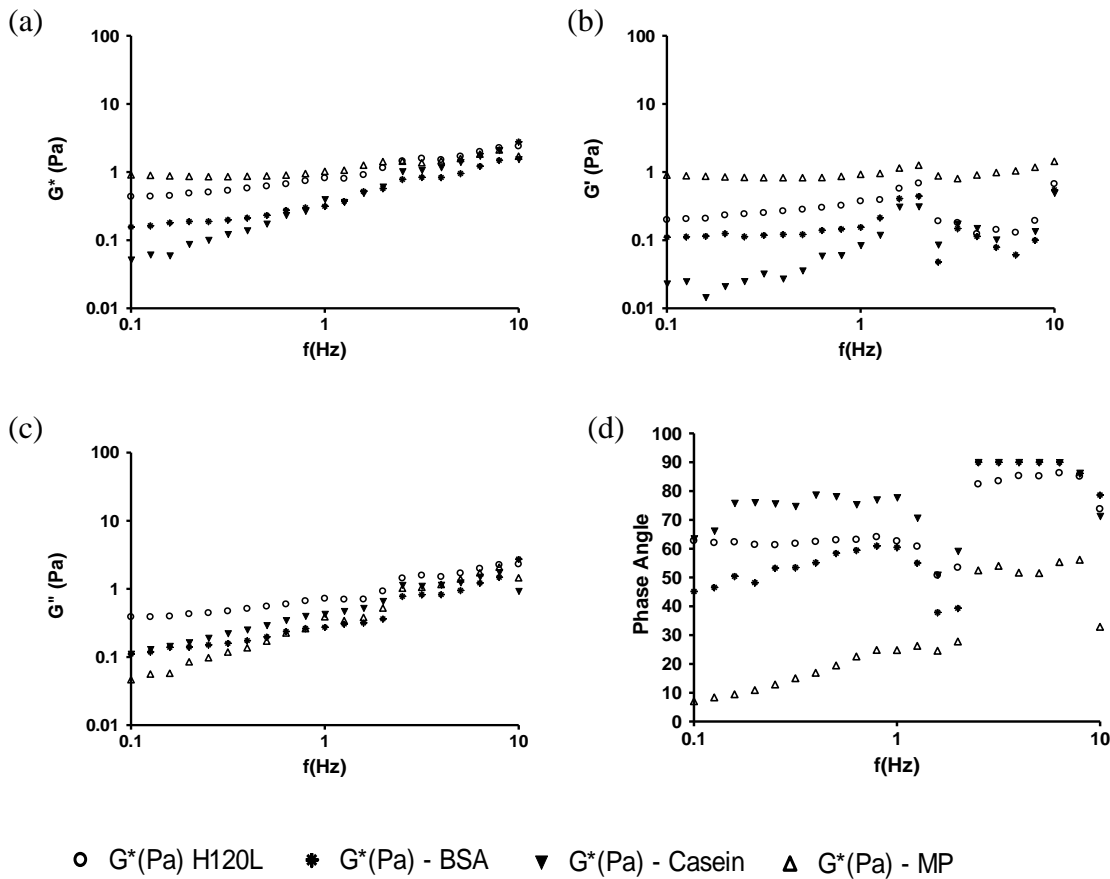 (a)
100
10
1
0.1
0.01
G* (Pa)
0.1 1 10
f(Hz)
(b)
100
10
1
0.1
0.01
G' (Pa)
0.1 1 10
f(Hz)
(c)
100
10
1
0.1
0.01
G" (Pa)
0.1 1 10
f(Hz)
(d)
90
80
70
60
50
40
30
20
10
0
Phase Angle
0.1 1 10
f(Hz)
G*(Pa) H120L G*(Pa) - BSA G*(Pa) - Casein G*(Pa) - MP